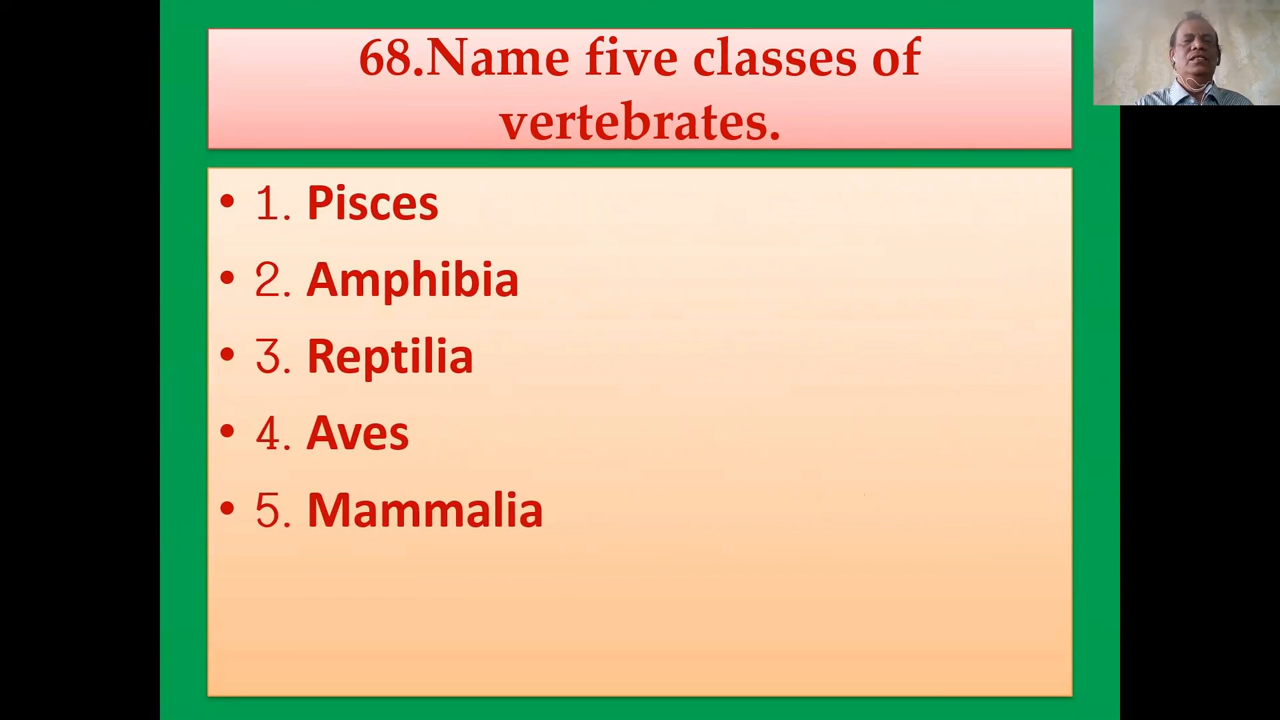 68.Name five classes of
vertebrates.
• 1. Pisces
• 2. Amphibia
• 3. Reptilia
• 4. Aves
• 5. Mammalia